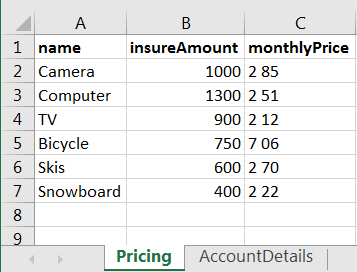 A B C
1 name insureAmount monthlyPrice
2 Camera 1000 2 85
3 Computer 1300 2 51
4 TV 900 2 12
5 Bicycle 750 7 06
6 Skis 600 2 70
7 Snowboard 400 2 22
8
9
Pricing AccountDetails